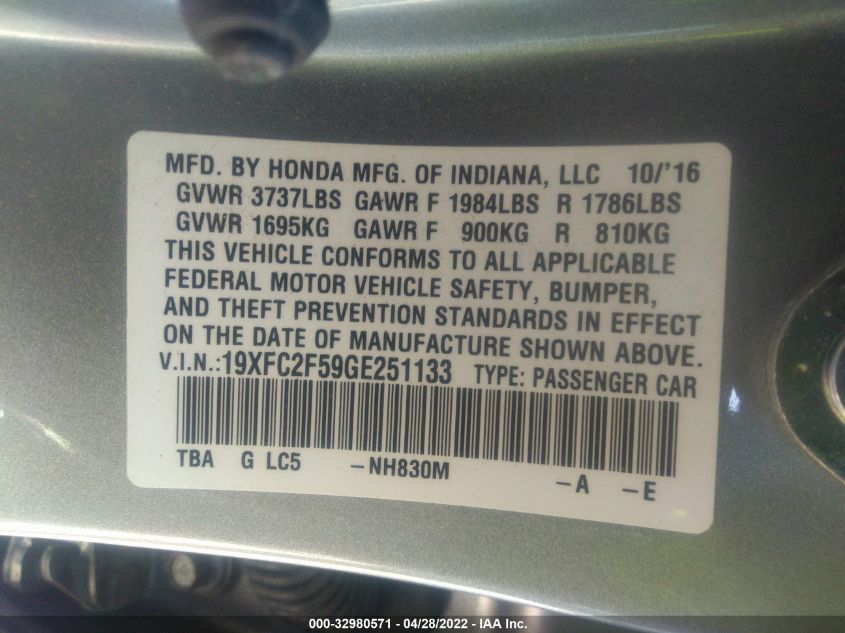 MFD. BY HONDA MFG. OF INDIANA, LLC 10/'16
GVWR 3737LBS GAWR F 1984LBS R 1786LBS
GVWR 1695KG GAWR F 900KG R 810KG
THIS VEHICLE CONFORMS TO ALL APPLICABLE
FEDERAL MOTOR VEHICLE SAFETY, BUMPER,
AND THEFT PREVENTION STANDARDS IN EFFECT
ON THE DATE OF MANUFACTURE SHOWN ABOVE.
V.I.N.:19XFC2F59GE251133 TYPE: PASSENGER CAR
TBA G LC5 -NH830M -A -E
000-32980571 - 04/28/2022 - IAA Inc.